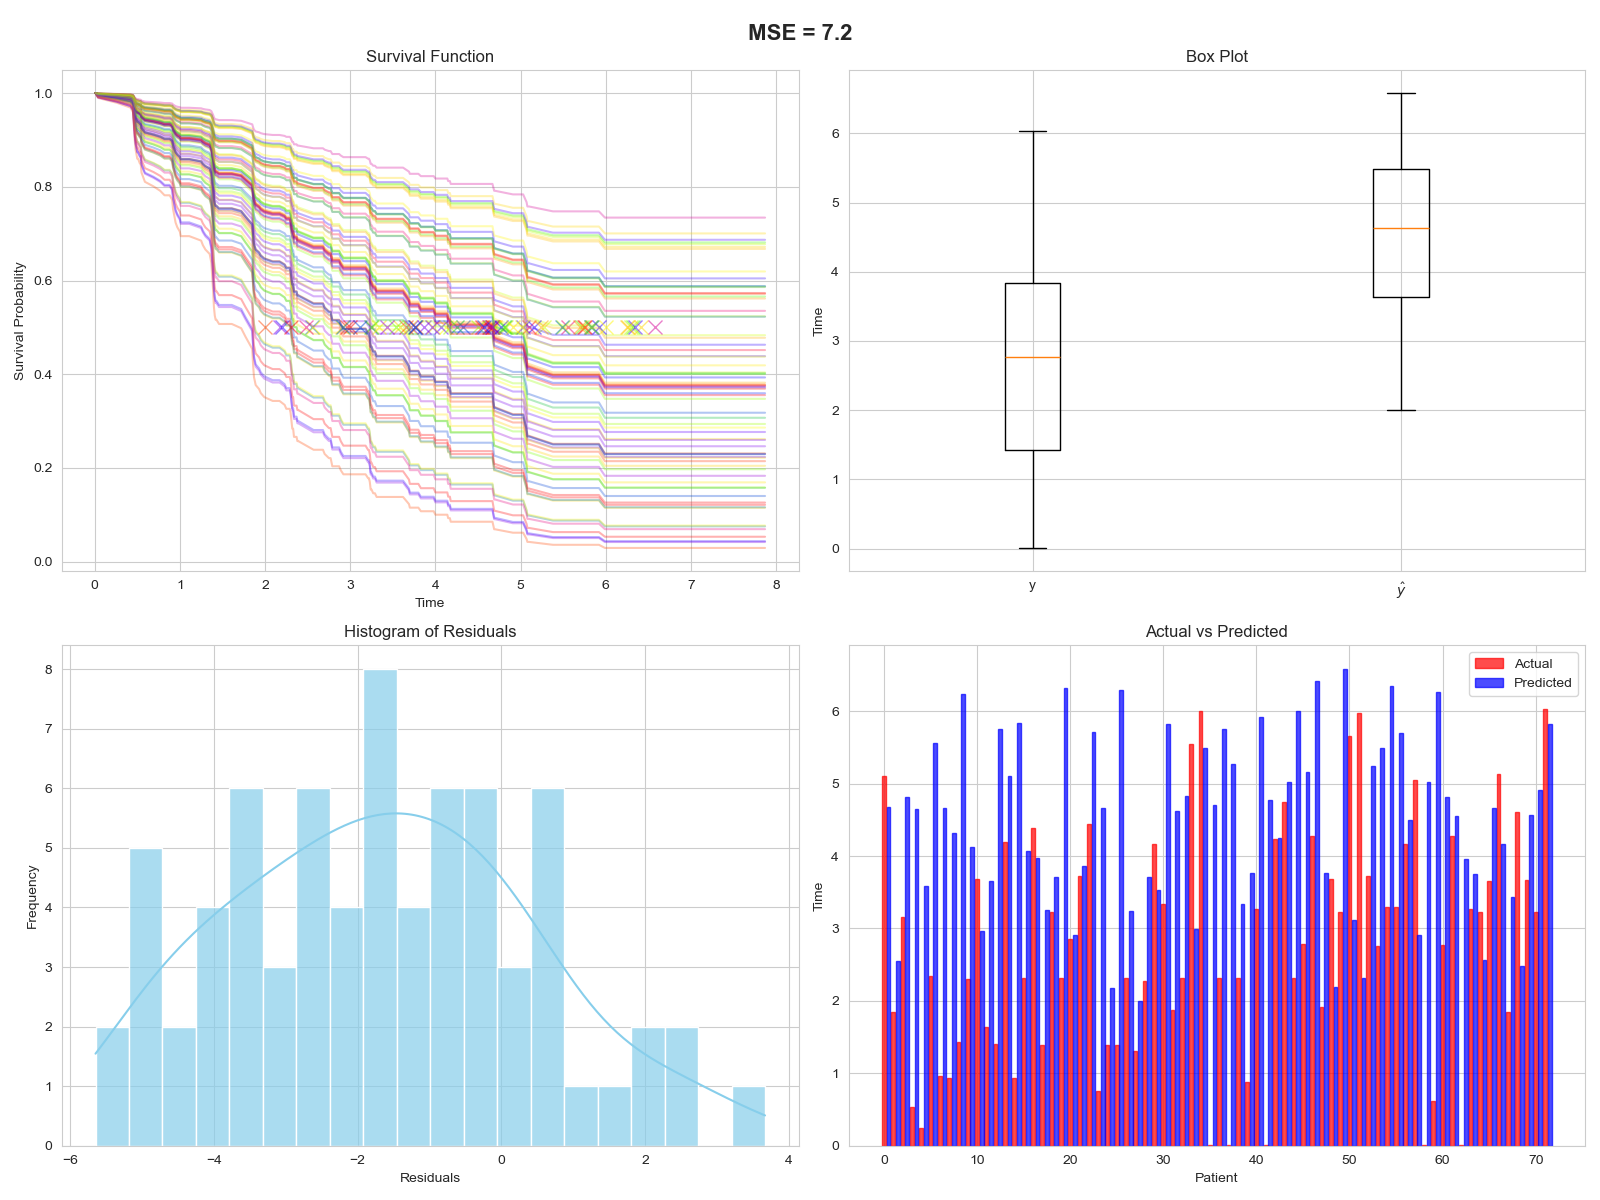 MSE = 7.2
Survival Function
Survival Probability
1.0
0.8
0.6
0.4
0.2
0.0
0 1 2 3 4 5 6 7 8
Time
Box Plot
Time
6
5
4
3
2
1
0
y ŷ
Histogram of Residuals
Frequency
8
7
6
5
4
3
2
1
0
−6 −4 −2 0 2 4
Residuals
Actual vs Predicted
Actual
Predicted
Time
6
5
4
3
2
1
0
0 10 20 30 40 50 60 70
Patient